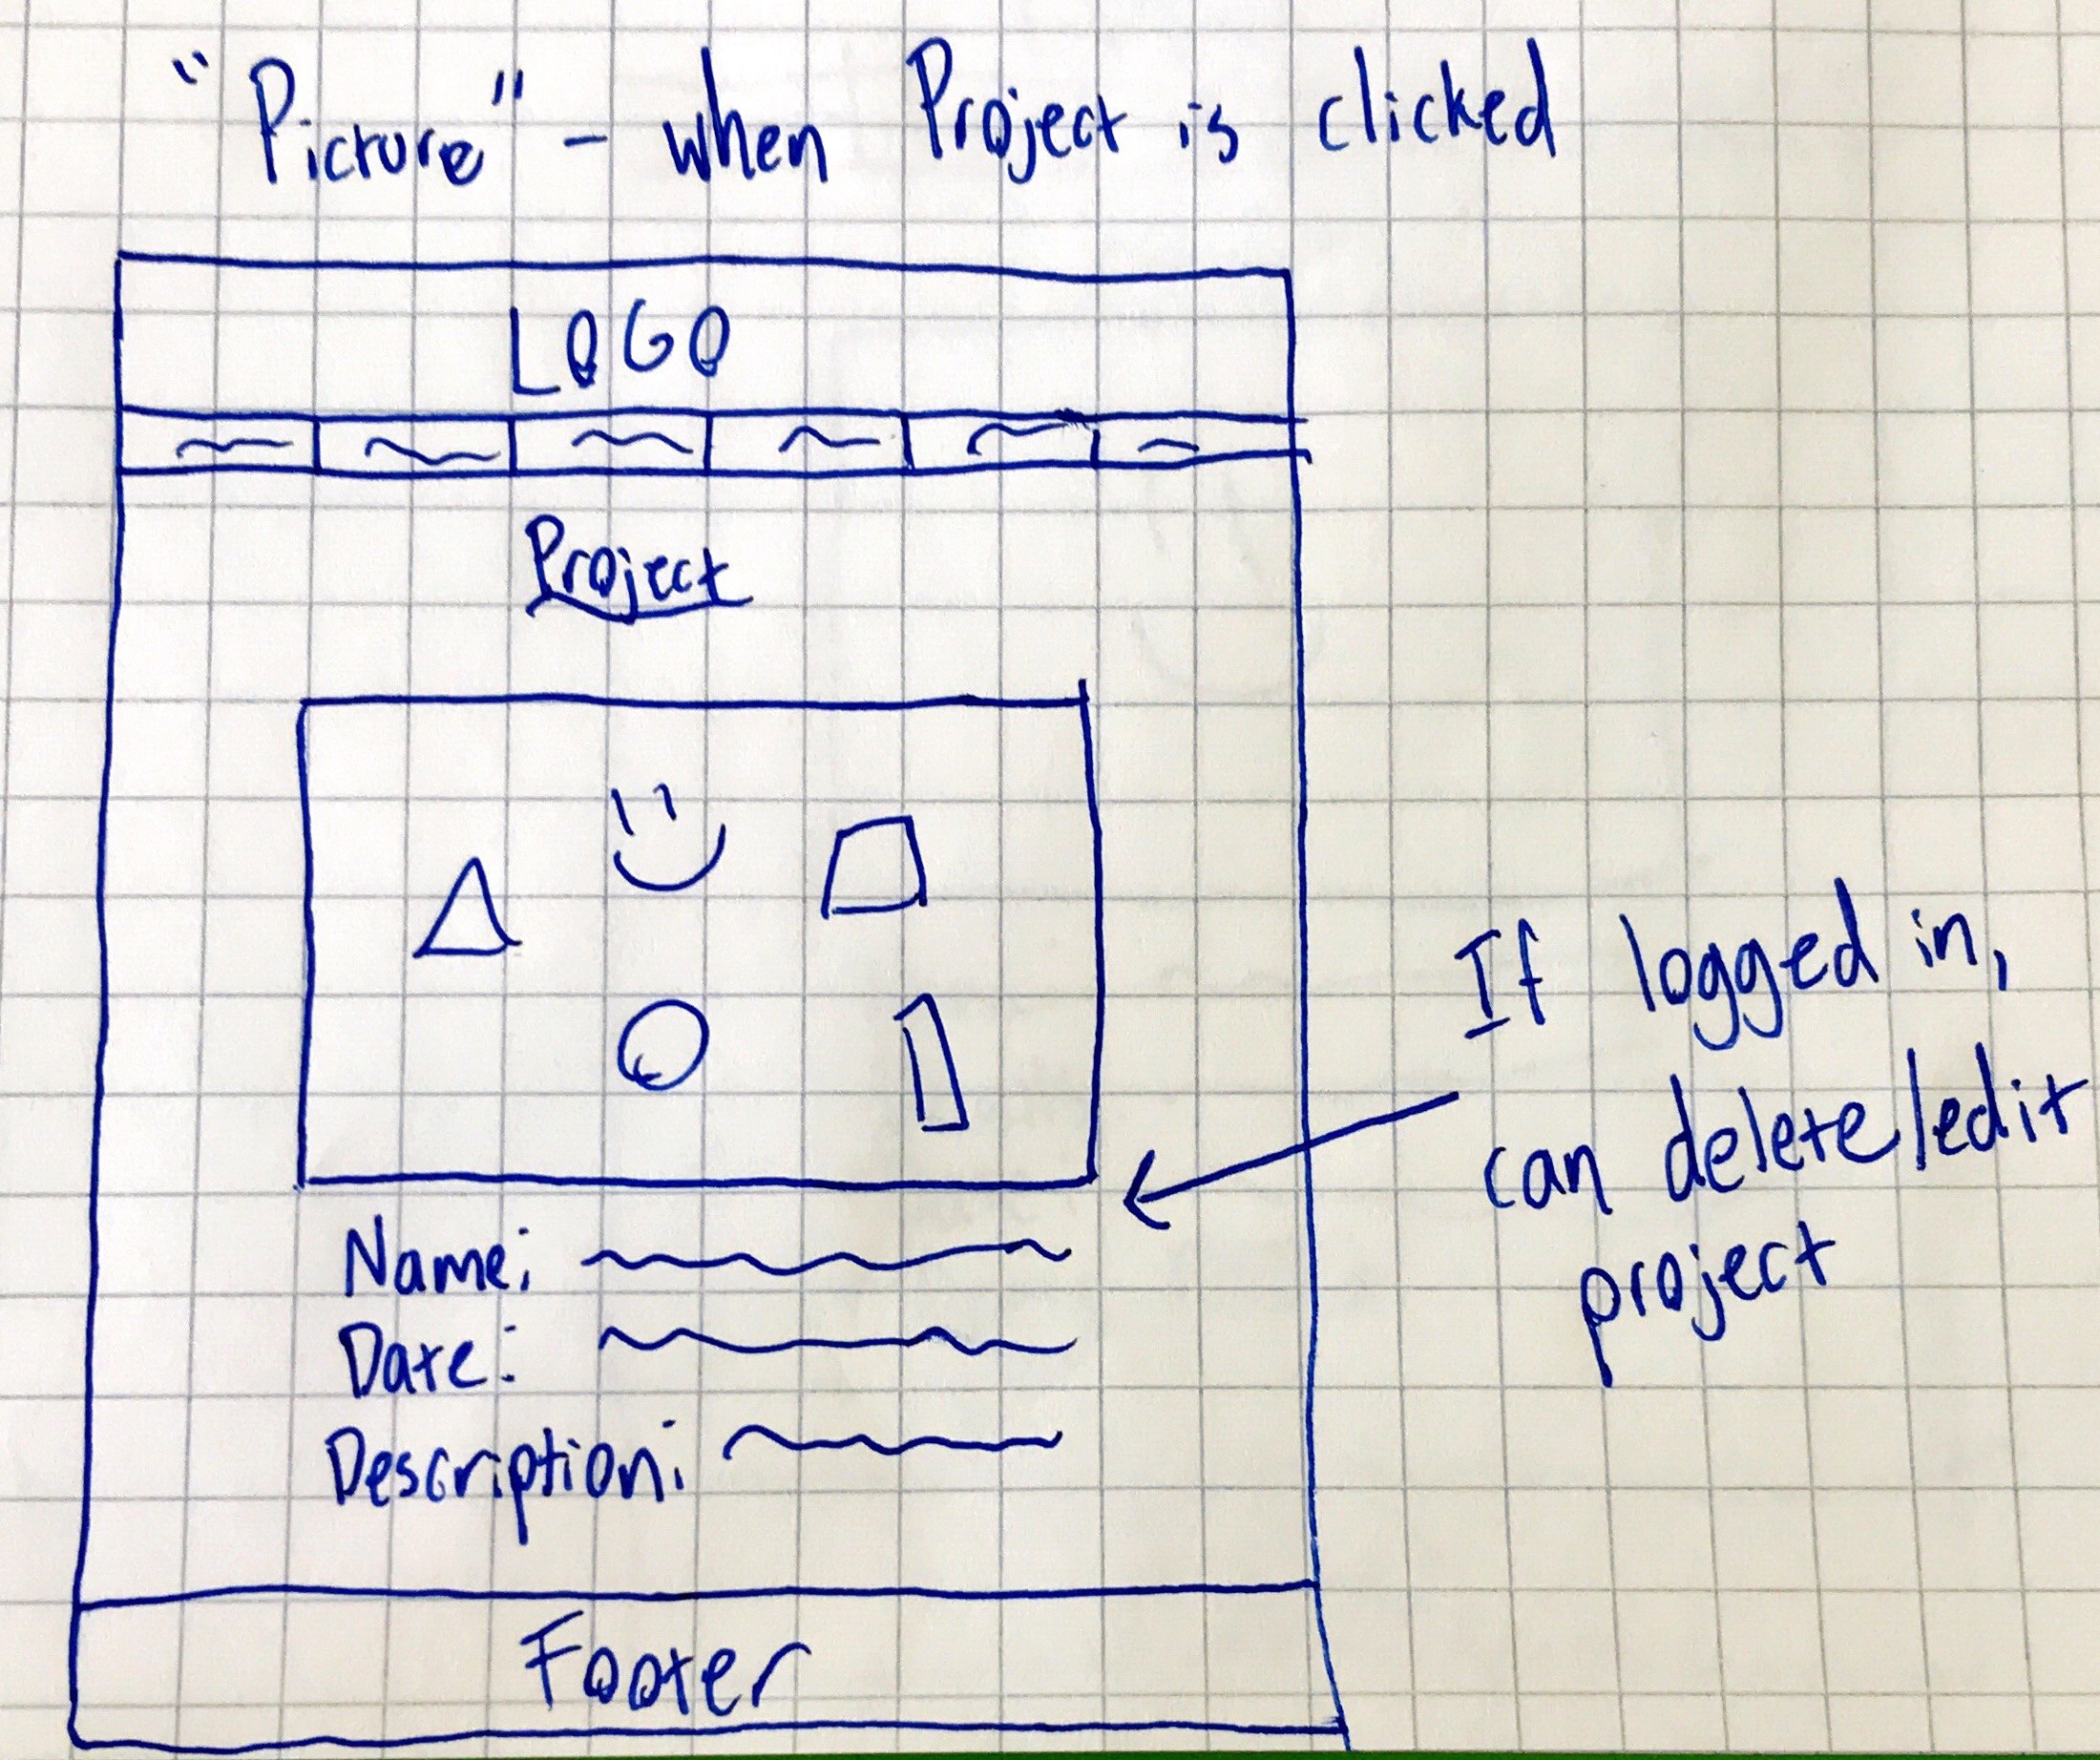 "Picture" - when Project is clicked
LOGO
Project
If logged in,
can delete/edit
project
Name:
Date:
Description:
Footer